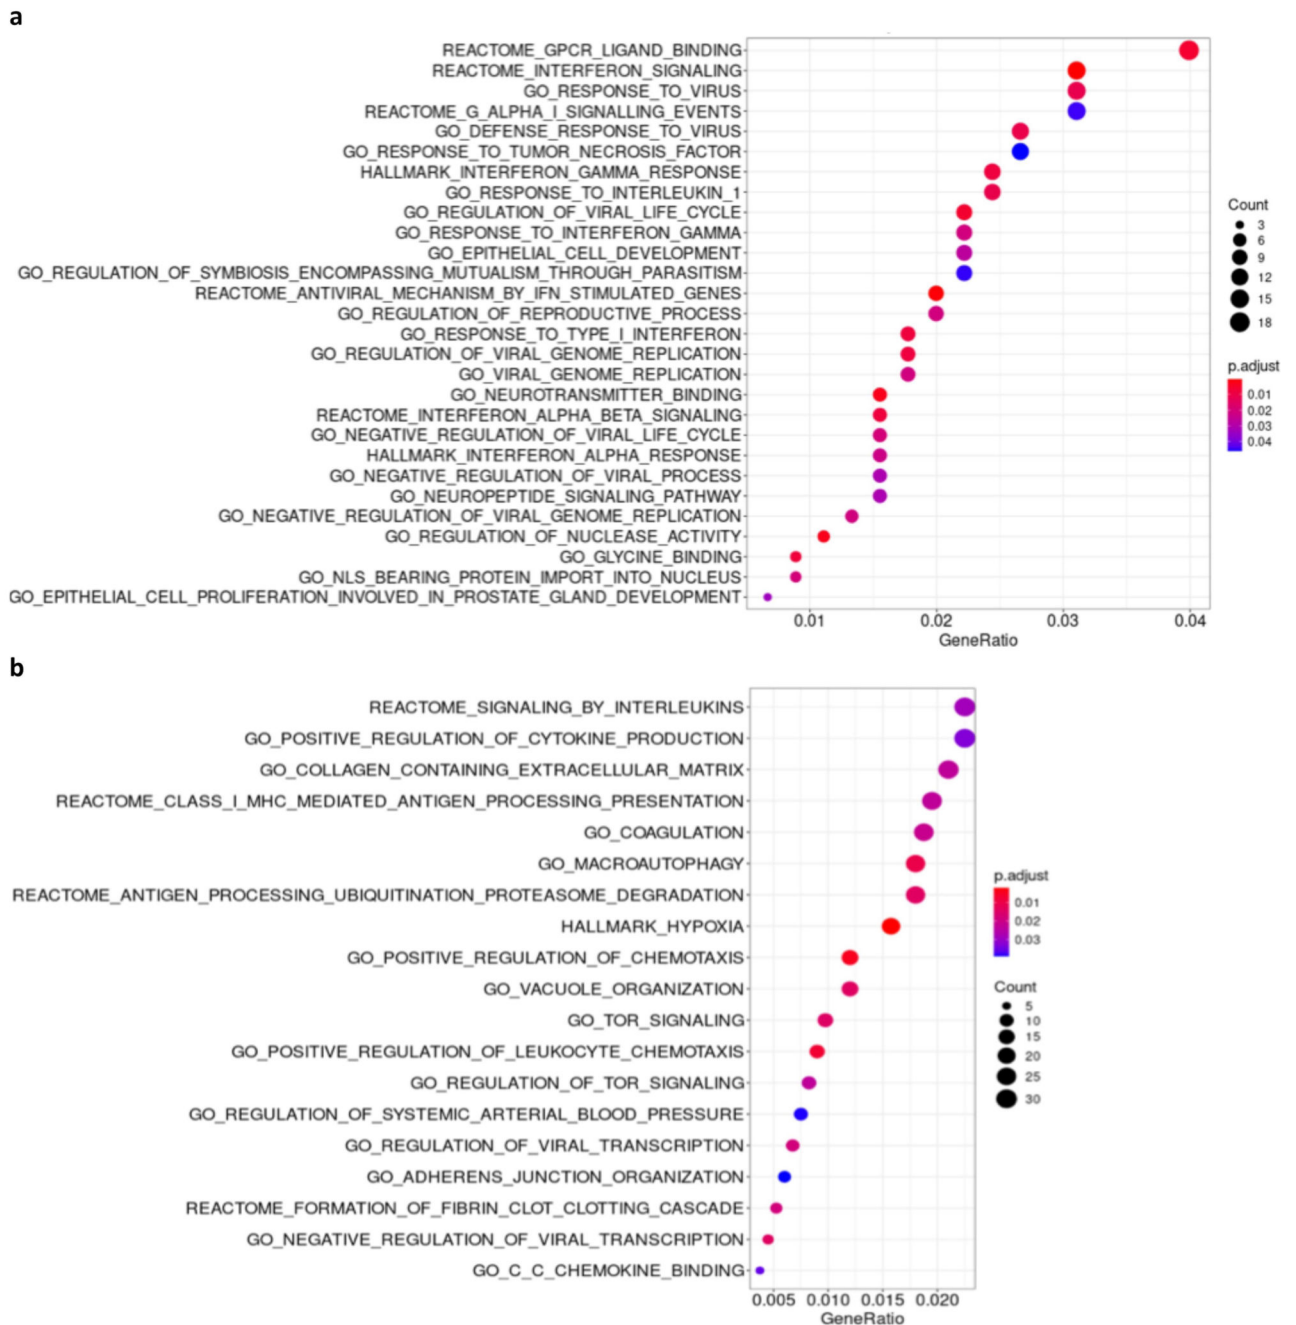 a
REACTOME_GPCR_LIGAND_BINDING
REACTOME_INTERFERON_SIGNALING
GO_RESPONSE_TO_VIRUS
REACTOME_G_ALPHA_I_SIGNALLING_EVENTS
GO_DEFENSE_RESPONSE_TO_VIRUS
GO_RESPONSE_TO_TUMOR_NECROSIS_FACTOR
HALLMARK_INTERFERON_GAMMA_RESPONSE
GO_RESPONSE_TO_INTERLEUKIN_1
GO_REGULATION_OF_VIRAL_LIFE_CYCLE
GO_RESPONSE_TO_INTERFERON_GAMMA
GO_EPITHELIAL_CELL_DEVELOPMENT
GO_REGULATION_OF_SYMBIOSIS_ENCOMPASSING_MUTUALISM_THROUGH_PARASITISM
REACTOME_ANTIVIRAL_MECHANISM_BY_IFN_STIMULATED_GENES
GO_REGULATION_OF_REPRODUCTIVE_PROCESS
GO_RESPONSE_TO_TYPE_I_INTERFERON
GO_REGULATION_OF_VIRAL_GENOME_REPLICATION
GO_VIRAL_GENOME_REPLICATION
GO_NEUROTRANSMITTER_BINDING
REACTOME_INTERFERON_ALPHA_BETA_SIGNALING
GO_NEGATIVE_REGULATION_OF_VIRAL_LIFE_CYCLE
HALLMARK_INTERFERON_ALPHA_RESPONSE
GO_NEGATIVE_REGULATION_OF_VIRAL_PROCESS
GO_NEUROPEPTIDE_SIGNALING_PATHWAY
GO_NEGATIVE_REGULATION_OF_VIRAL_GENOME_REPLICATION
GO_REGULATION_OF_NUCLEASE_ACTIVITY
GO_GLYCINE_BINDING
GO_NLS_BEARING_PROTEIN_IMPORT_INTO_NUCLEUS
GO_EPITHELIAL_CELL_PROLIFERATION_INVOLVED_IN_PROSTATE_GLAND_DEVELOPMENT
0.01 0.02 0.03 0.04
GeneRatio
Count
3
6
9
12
15
18
p.adjust
0.01
0.02
0.03
0.04
b
REACTOME_SIGNALING_BY_INTERLEUKINS
GO_POSITIVE_REGULATION_OF_CYTOKINE_PRODUCTION
GO_COLLAGEN_CONTAINING_EXTRACELLULAR_MATRIX
REACTOME_CLASS_I_MHC_MEDIATED_ANTIGEN_PROCESSING_PRESENTATION
GO_COAGULATION
GO_MACROAUTOPHAGY
REACTOME_ANTIGEN_PROCESSING_UBIQUITINATION_PROTEASOME_DEGRADATION
HALLMARK_HYPOXIA
GO_POSITIVE_REGULATION_OF_CHEMOTAXIS
GO_VACUOLE_ORGANIZATION
GO_TOR_SIGNALING
GO_POSITIVE_REGULATION_OF_LEUKOCYTE_CHEMOTAXIS
GO_REGULATION_OF_TOR_SIGNALING
GO_REGULATION_OF_SYSTEMIC_ARTERIAL_BLOOD_PRESSURE
GO_REGULATION_OF_VIRAL_TRANSCRIPTION
GO_ADHERENS_JUNCTION_ORGANIZATION
REACTOME_FORMATION_OF_FIBRIN_CLOT_CLOTTING_CASCADE
GO_NEGATIVE_REGULATION_OF_VIRAL_TRANSCRIPTION
GO_C_C_CHEMOKINE_BINDING
0.005 0.010 0.015 0.020
GeneRatio
p.adjust
0.01
0.02
0.03
Count
5
10
15
20
25
30